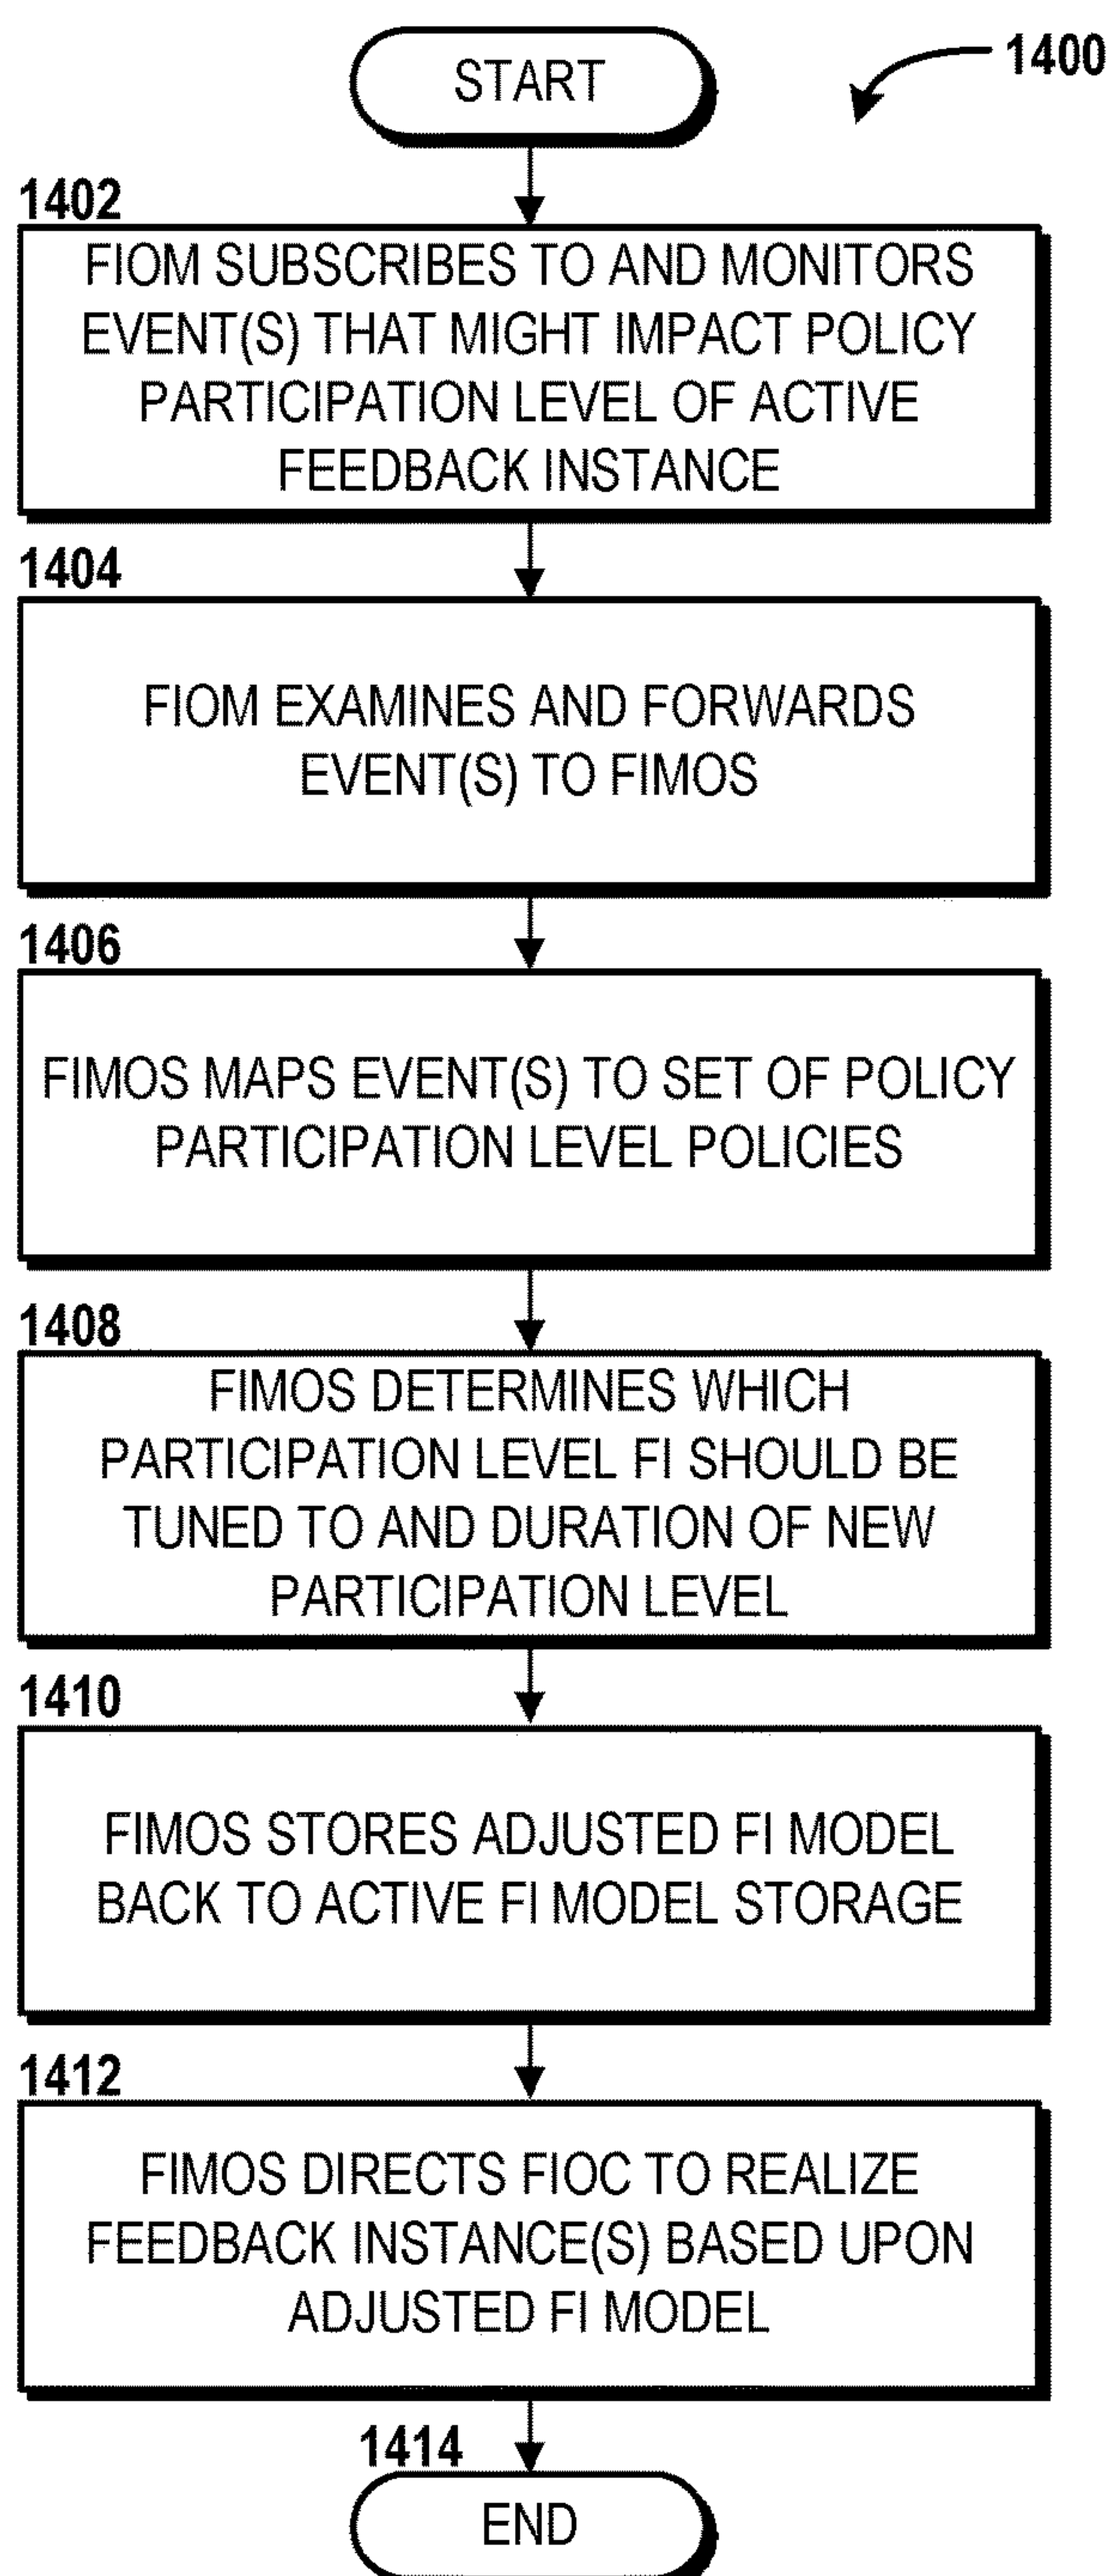 START
1400
1402
FIOM SUBSCRIBES TO AND MONITORS
EVENT(S) THAT MIGHT IMPACT POLICY
PARTICIPATION LEVEL OF ACTIVE
FEEDBACK INSTANCE
1404
FIOM EXAMINES AND FORWARDS
EVENT(S) TO FIMOS
1406
FIMOS MAPS EVENT(S) TO SET OF POLICY
PARTICIPATION LEVEL POLICIES
1408
FIMOS DETERMINES WHICH
PARTICIPATION LEVEL FI SHOULD BE
TUNED TO AND DURATION OF NEW
PARTICIPATION LEVEL
1410
FIMOS STORES ADJUSTED FI MODEL
BACK TO ACTIVE FI MODEL STORAGE
1412
FIMOS DIRECTS FIOC TO REALIZE
FEEDBACK INSTANCE(S) BASED UPON
ADJUSTED FI MODEL
1414
END